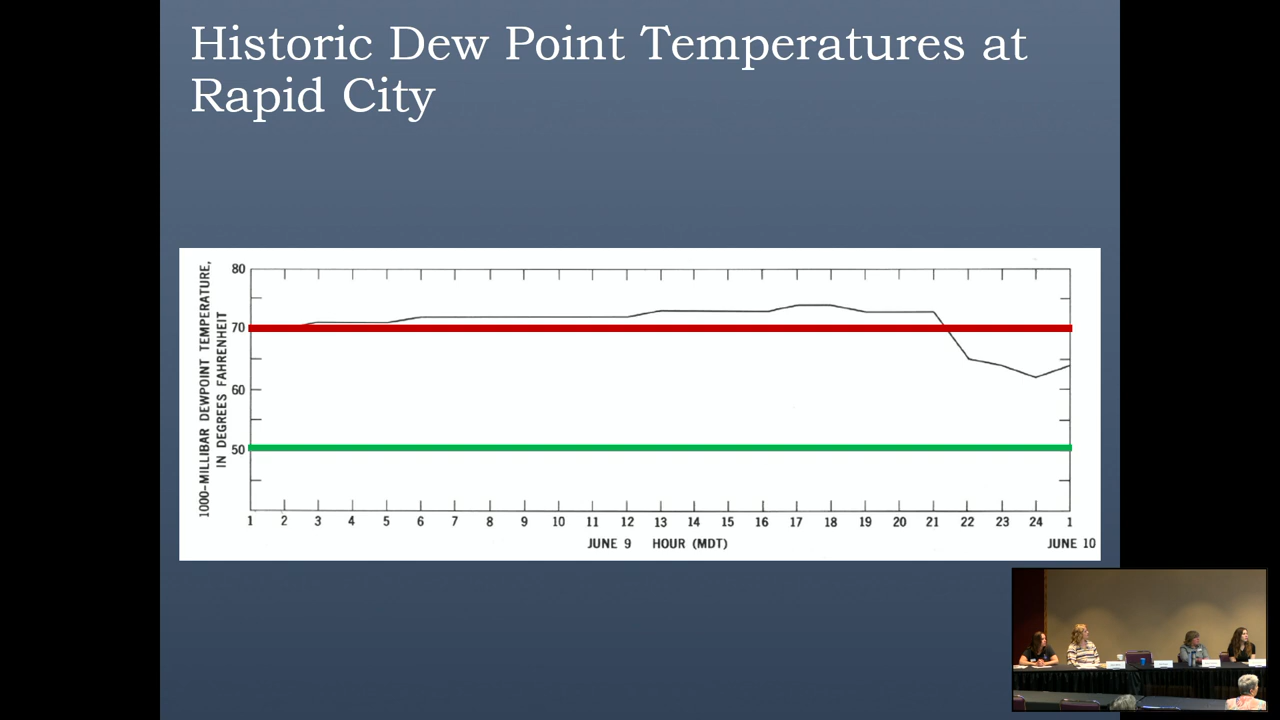 Historic Dew Point Temperatures at
Rapid City
1000-MILLIBAR DEWPOINT TEMPERATURE,
IN DEGREES FAHRENHEIT
80
70
60
50
1 2 3 4 5 6 7 8 9 10 11 12 13 14 15 16 17 18 19 20 21 22 23 24 1
JUNE 9 HOUR (MDT) JUNE 10